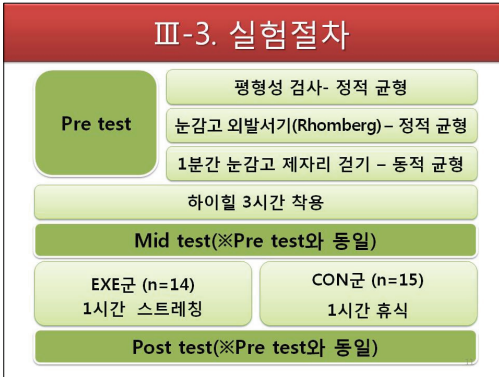 Ⅲ-3. 실험절차
Pre test
평형성 검사- 정적 균형
눈감고 외발서기(Rhomberg) – 정적 균형
1분간 눈감고 제자리 걷기 – 동적 균형
하이힐 3시간 착용
Mid test(※Pre test와 동일)
EXE군 (n=14)
1시간 스트레칭
CON군 (n=15)
1시간 휴식
Post test(※Pre test와 동일)